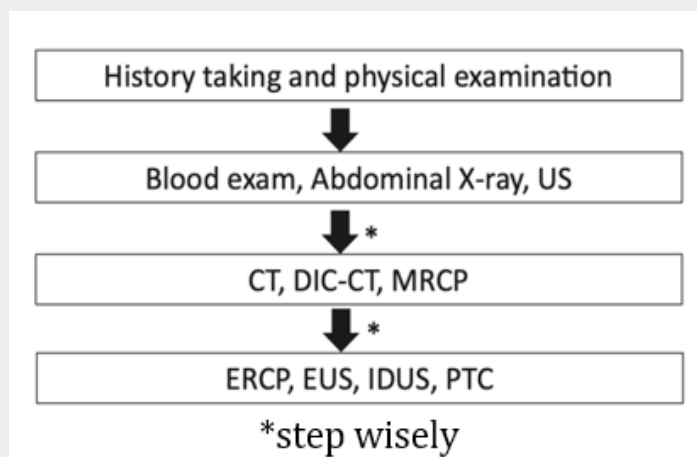 History taking and physical examination
Blood exam, Abdominal X-ray, US
*
CT, DIC-CT, MRCP
*
ERCP, EUS, IDUS, PTC
*step wisely